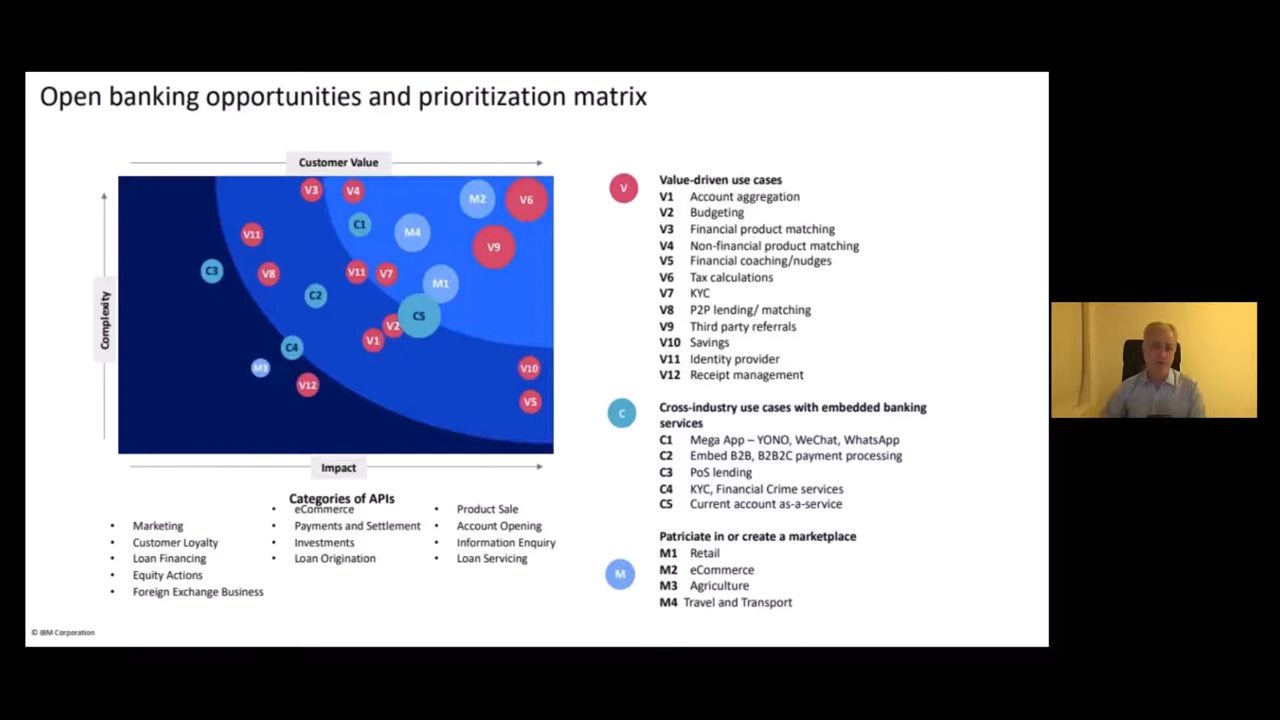 Open banking opportunities and prioritization matrix
Customer Value
Complexity
V3
V4
M2
V6
C1
M4
V11
V9
C3
V8
V11
V7
M1
C2
C5
V2
V1
C4
M3
V12
V10
V5
Impact
Categories of APIs
Marketing
Customer Loyalty
Loan Financing
Equity Actions
Foreign Exchange Business
eCommerce
Payments and Settlement
Investments
Loan Origination
Product Sale
Account Opening
Information Enquiry
Loan Servicing
V
Value-driven use cases
V1 Account aggregation
V2 Budgeting
V3 Financial product matching
V4 Non-financial product matching
V5 Financial coaching/nudges
V6 Tax calculations
V7 KYC
V8 P2P lending/ matching
V9 Third party referrals
V10 Savings
V11 Identity provider
V12 Receipt management
C
Cross-industry use cases with embedded banking
services
C1 Mega App – YONO, WeChat, WhatsApp
C2 Embed B2B, B2B2C payment processing
C3 PoS lending
C4 KYC, Financial Crime services
C5 Current account as-a-service
M
Patriciate in or create a marketplace
M1 Retail
M2 eCommerce
M3 Agriculture
M4 Travel and Transport
© IBM Corporation